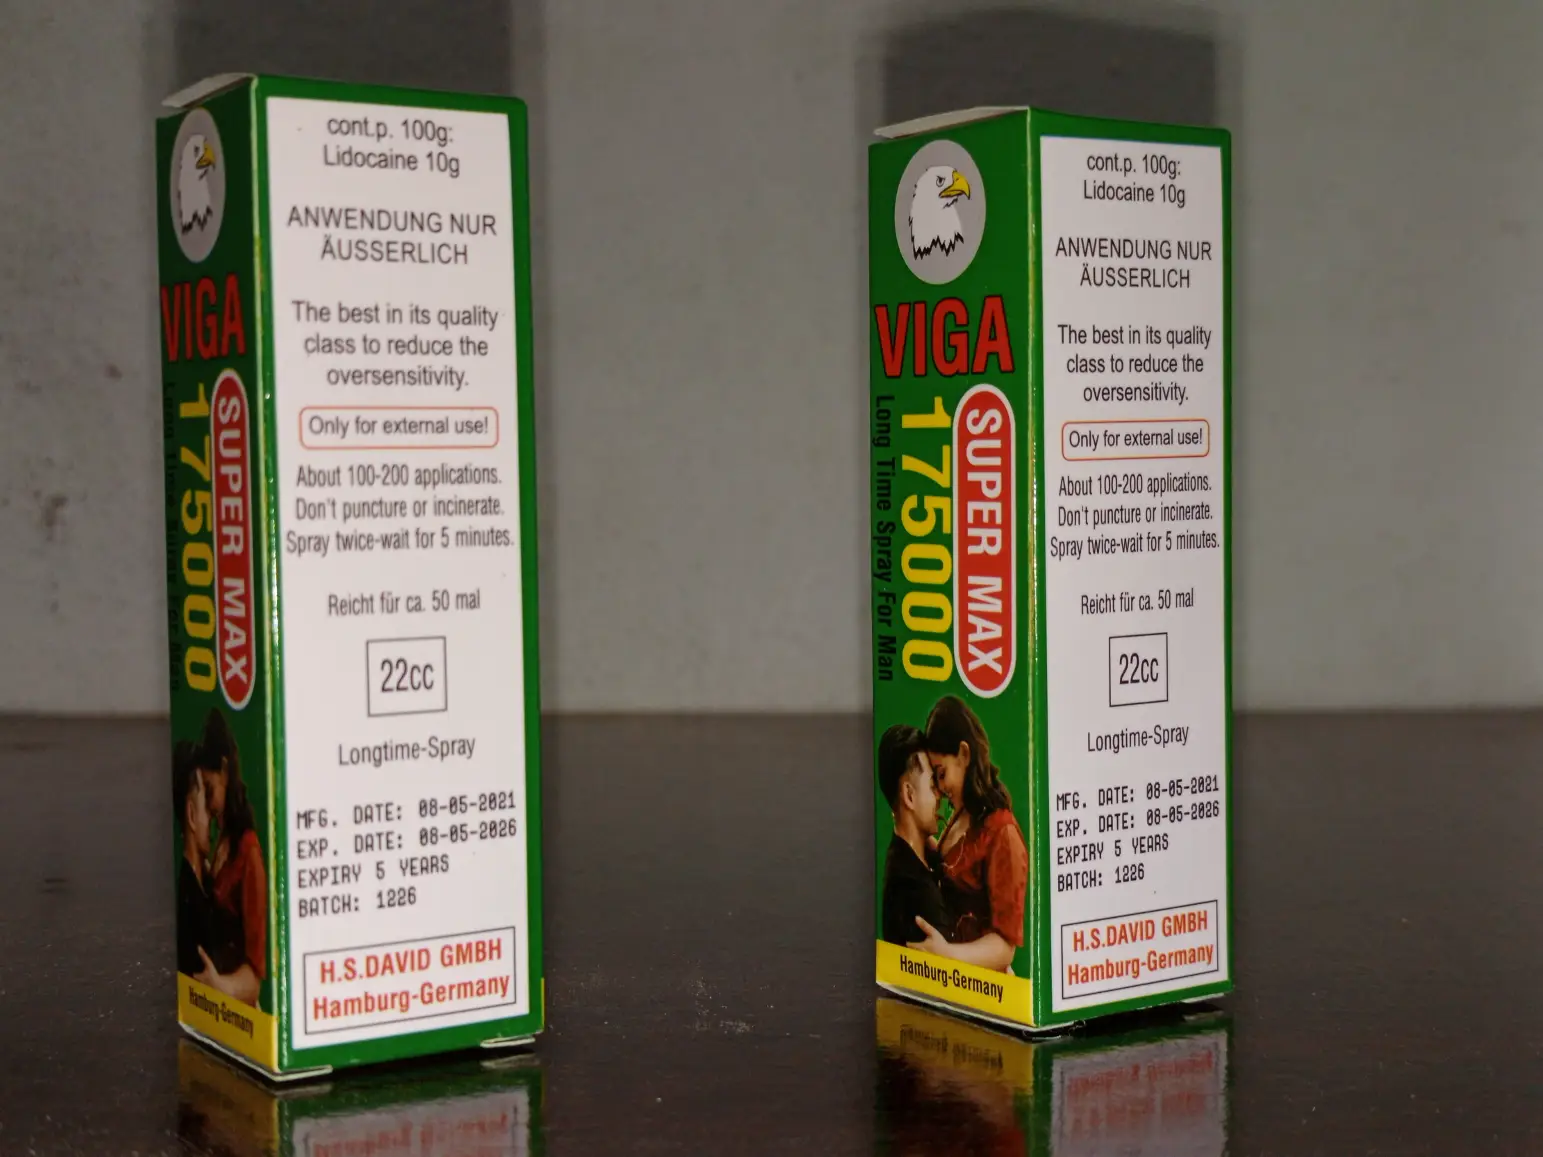 VIGA
175000
SUPER MAX
Long Time Spray For Man
Hamburg-Germany
cont.p. 100g:
Lidocaine 10g
ANWENDUNG NUR
ÄUSSERLICH
The best in its quality
class to reduce the
oversensitivity.
Only for external use!
About 100-200 applications.
Don't puncture or incinerate.
Spray twice-wait for 5 minutes.
Reicht für ca. 50 mal
22cc
Longtime-Spray
MFG. DATE: 08-05-2021
EXP. DATE: 08-05-2026
EXPIRY 5 YEARS
BATCH: 1226
H.S.DAVID GMBH
Hamburg-Germany
VIGA
175000
SUPER MAX
Long Time Spray For Man
Hamburg-Germany
cont.p. 100g:
Lidocaine 10g
ANWENDUNG NUR
ÄUSSERLICH
The best in its quality
class to reduce the
oversensitivity.
Only for external use!
About 100-200 applications.
Don't puncture or incinerate.
Spray twice-wait for 5 minutes.
Reicht für ca. 50 mal
22cc
Longtime-Spray
MFG. DATE: 08-05-2021
EXP. DATE: 08-05-2026
EXPIRY 5 YEARS
BATCH: 1226
H.S.DAVID GMBH
Hamburg-Germany